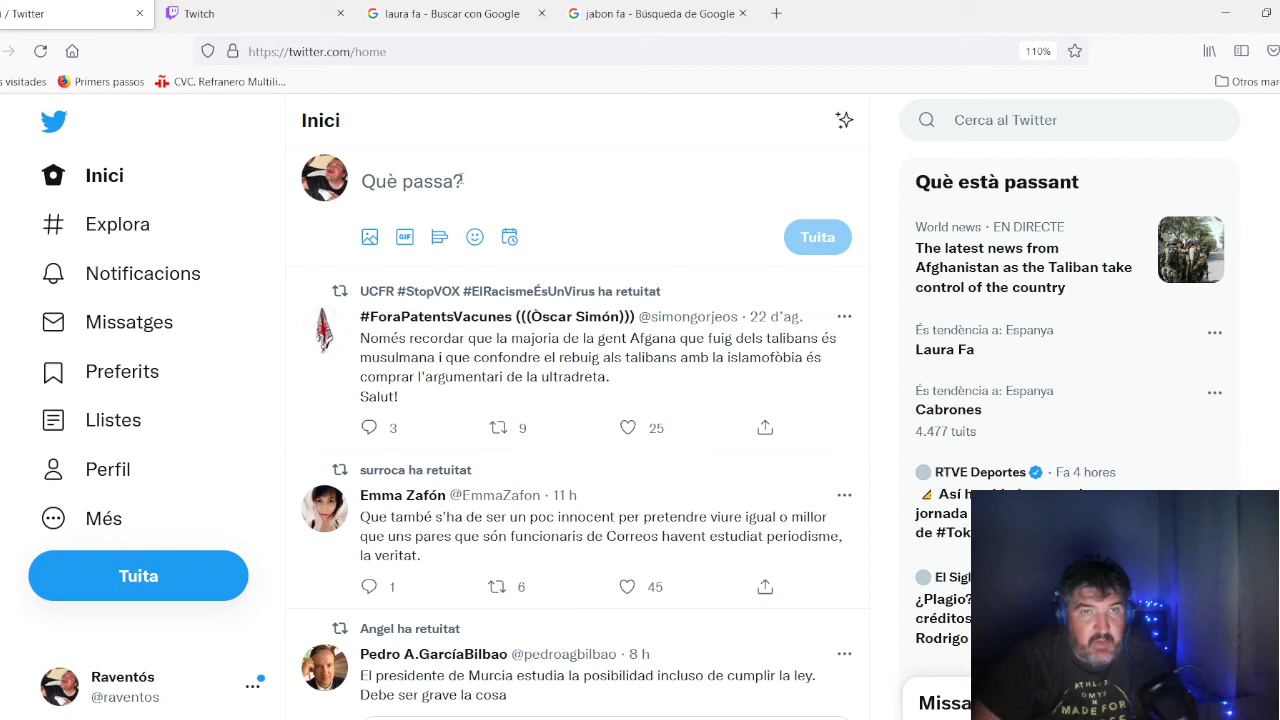 i / Twitter
Twitch
laura fa - Buscar con Google
jabon fa - Búsqueda de Google
https://twitter.com/home
110%
s visitades
Primers passos
CVC. Refranero Multili...
Otros mar
Inici
Explora
Notificacions
Missatges
Preferits
Llistes
Perfil
Més
Tuita
Raventós
@raventos
Inici
Què passa?
GIF
Tuita
UCFR #StopVOX #ElRacismeÉsUnVirus ha retuitat
#ForaPatentsVacunes (((Òscar Simón))) @simongorjeos · 22 d’ag.
Només recordar que la majoria de la gent Afgana que fuig dels talibans és
musulmana i que confondre el rebuig als talibans amb la islamofòbia és
comprar l'argumentari de la ultradreta.
Salut!
3 9 25
surroca ha retuitat
Emma Zafón @EmmaZafon · 11 h
Que també s'ha de ser un poc innocent per pretendre viure igual o millor
que uns pares que són funcionaris de Correos havent estudiat periodisme,
la veritat.
1 6 45
Angel ha retuitat
Pedro A.GarcíaBilbao @pedroagbilbao · 8 h
El presidente de Murcia estudia la posibilidad incluso de cumplir la ley.
Debe ser grave la cosa
Cerca al Twitter
Què està passant
World news · EN DIRECTE
The latest news from
Afghanistan as the Taliban take
control of the country
És tendència a: Espanya
Laura Fa
És tendència a: Espanya
Cabrones
4.477 tuits
RTVE Deportes · Fa 4 hores
Así h
jornada
de #Tok
El Sigl
¿Plagio?
créditos
Rodrigo
Missa
ATHL
MADE FOR